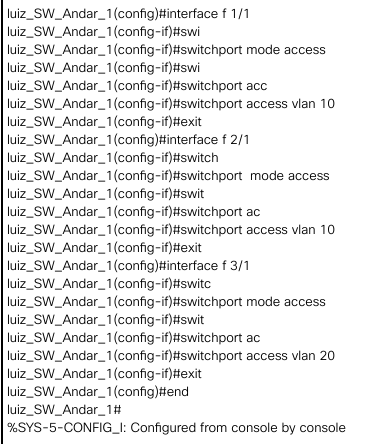 luiz_SW_Andar_1(config)#interface f 1/1
luiz_SW_Andar_1(config-if)#swi
luiz_SW_Andar_1(config-if)#switchport mode access
luiz_SW_Andar_1(config-if)#swi
luiz_SW_Andar_1(config-if)#switchport acc
luiz_SW_Andar_1(config-if)#switchport access vlan 10
luiz_SW_Andar_1(config-if)#exit
luiz_SW_Andar_1(config)#interface f 2/1
luiz_SW_Andar_1(config-if)#switch
luiz_SW_Andar_1(config-if)#switchport  mode access
luiz_SW_Andar_1(config-if)#swit
luiz_SW_Andar_1(config-if)#switchport ac
luiz_SW_Andar_1(config-if)#switchport access vlan 10
luiz_SW_Andar_1(config-if)#exit
luiz_SW_Andar_1(config)#interface f 3/1
luiz_SW_Andar_1(config-if)#switc
luiz_SW_Andar_1(config-if)#switchport mode access
luiz_SW_Andar_1(config-if)#swit
luiz_SW_Andar_1(config-if)#switchport ac
luiz_SW_Andar_1(config-if)#switchport access vlan 20
luiz_SW_Andar_1(config-if)#exit
luiz_SW_Andar_1(config)#end
luiz_SW_Andar_1#
%SYS-5-CONFIG_I: Configured from console by console